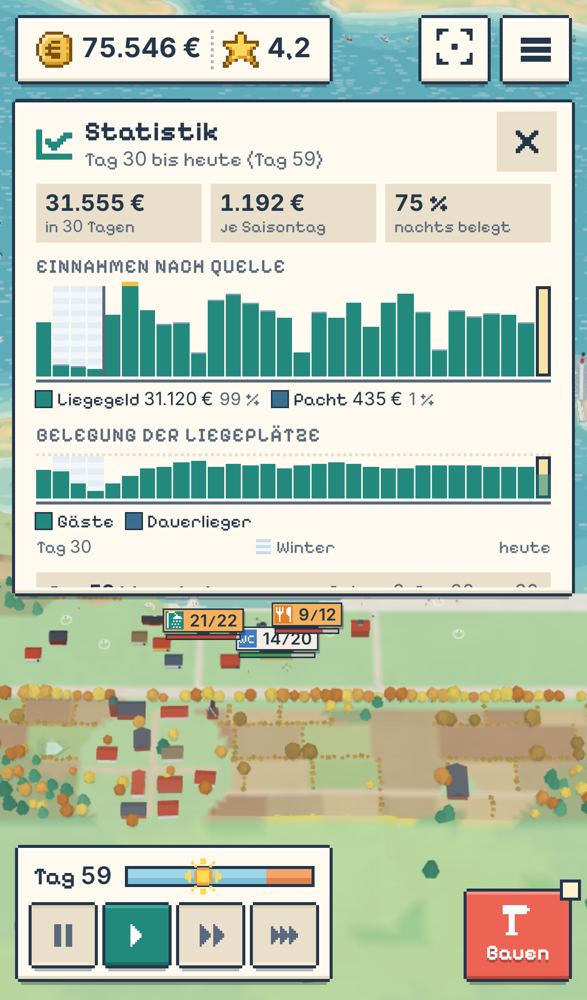 75.546 € 4,2
Statistik
Tag 30 bis heute (Tag 59)
31.555 € 1.192 € 75 %
in 30 Tagen je Saisontag nachts belegt
EINNAHMEN NACH QUELLE
Liegegeld 31.120 € 99 % Pacht 435 € 1 %
BELEGUNG DER LIEGEPLÄTZE
Gäste Dauerlieger
Tag 30 Winter heute
21/22 9/12
WC 14/20
Tag 59
Bauen